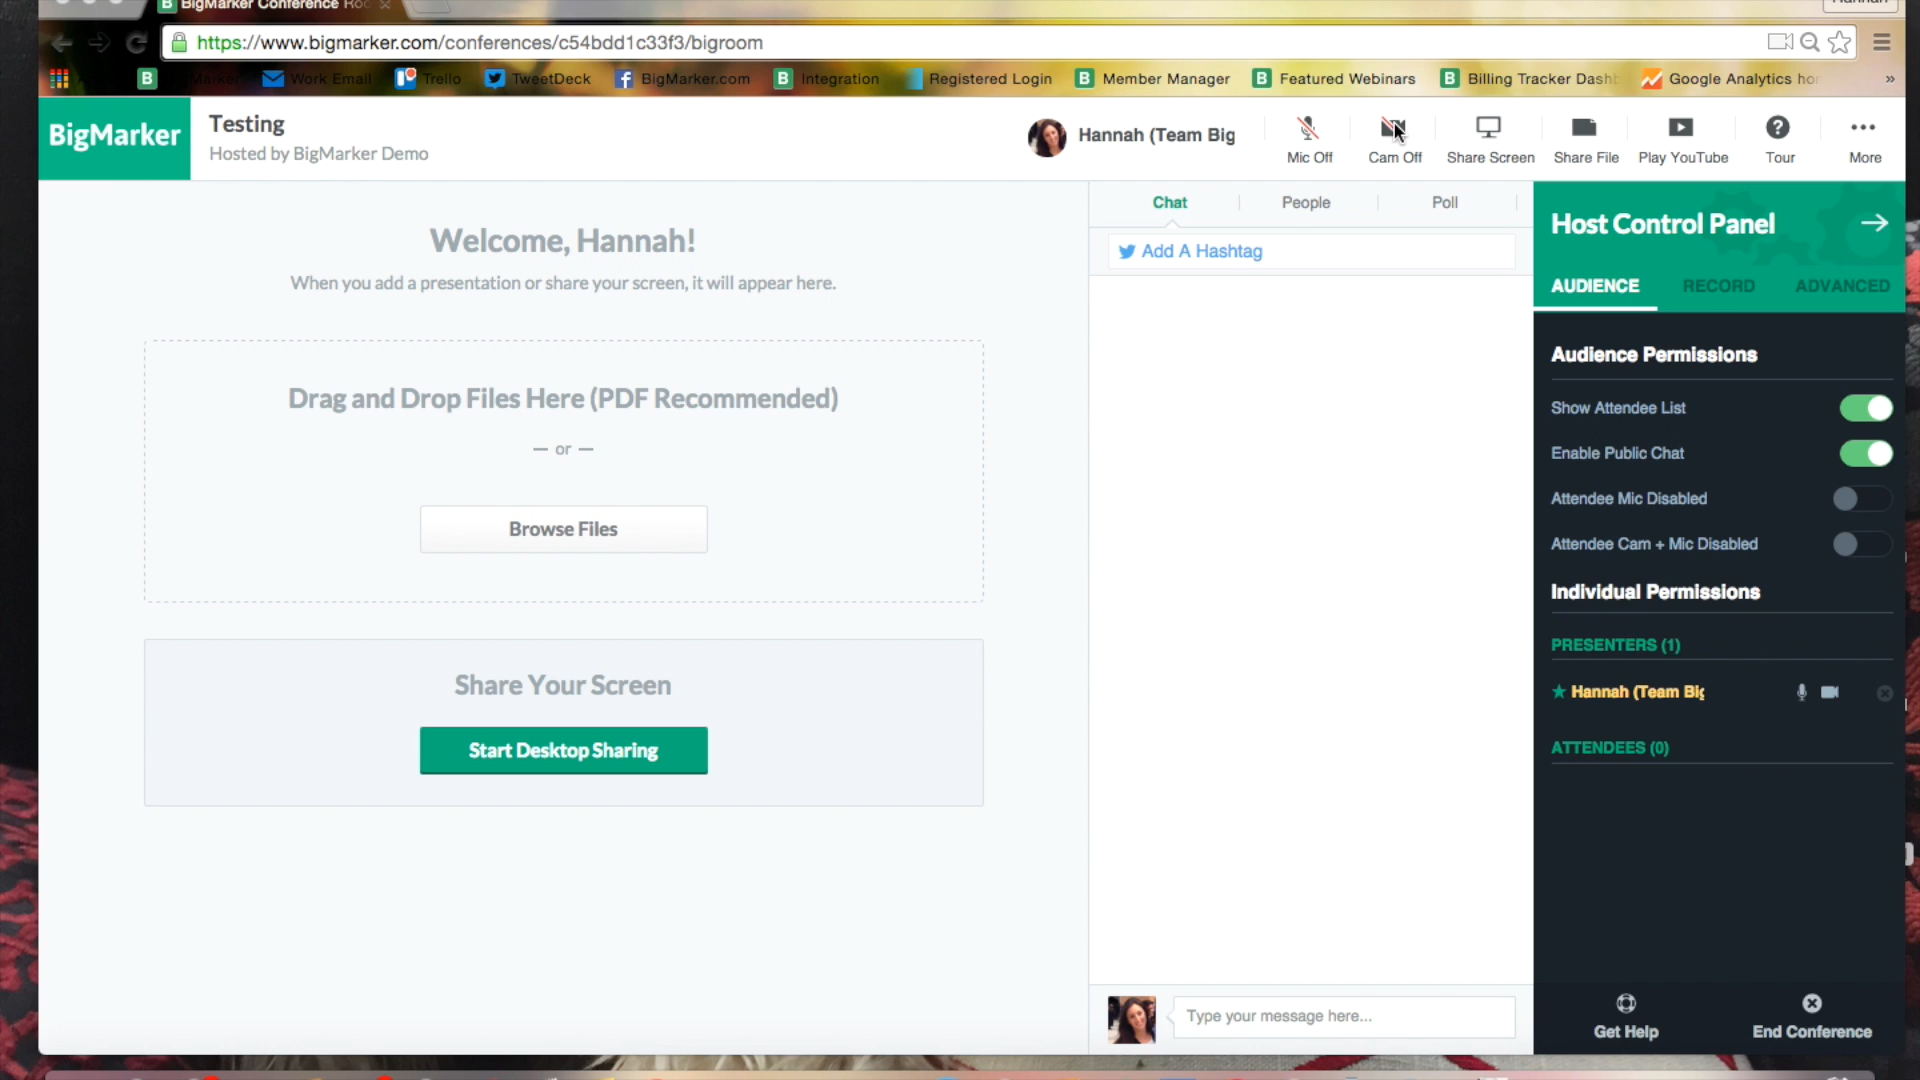 BigMarker Conference Roo
Hannah
https://www.bigmarker.com/conferences/c54bdd1c33f3/bigroom
Work Email Trello TweetDeck BigMarker.com Integration Registered Login Member Manager Featured Webinars Billing Tracker Dashb Google Analytics hom »
BigMarker
Testing
Hosted by BigMarker Demo
Hannah (Team Big
Mic Off Cam Off Share Screen Share File Play YouTube Tour More
Welcome, Hannah!
When you add a presentation or share your screen, it will appear here.
Drag and Drop Files Here (PDF Recommended)
— or —
Browse Files
Share Your Screen
Start Desktop Sharing
Chat People Poll
Add A Hashtag
Type your message here...
Host Control Panel
AUDIENCE RECORD ADVANCED
Audience Permissions
Show Attendee List
Enable Public Chat
Attendee Mic Disabled
Attendee Cam + Mic Disabled
Individual Permissions
PRESENTERS (1)
Hannah (Team Big
ATTENDEES (0)
Get Help End Conference